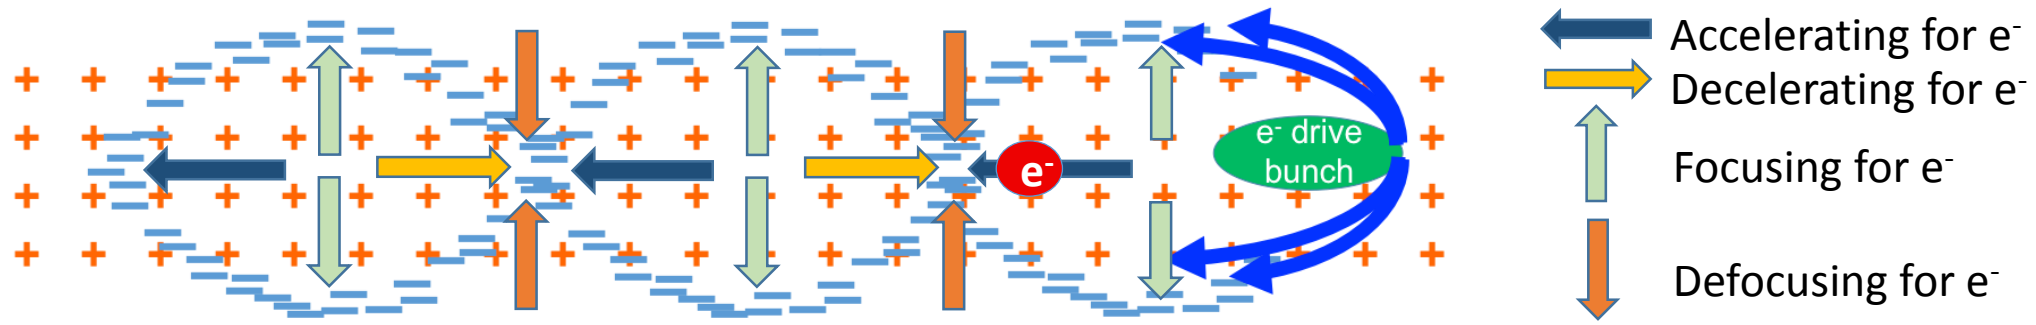 e⁻ drive
bunch
e⁻
Accelerating for e⁻
Decelerating for e⁻
Focusing for e⁻
Defocusing for e⁻